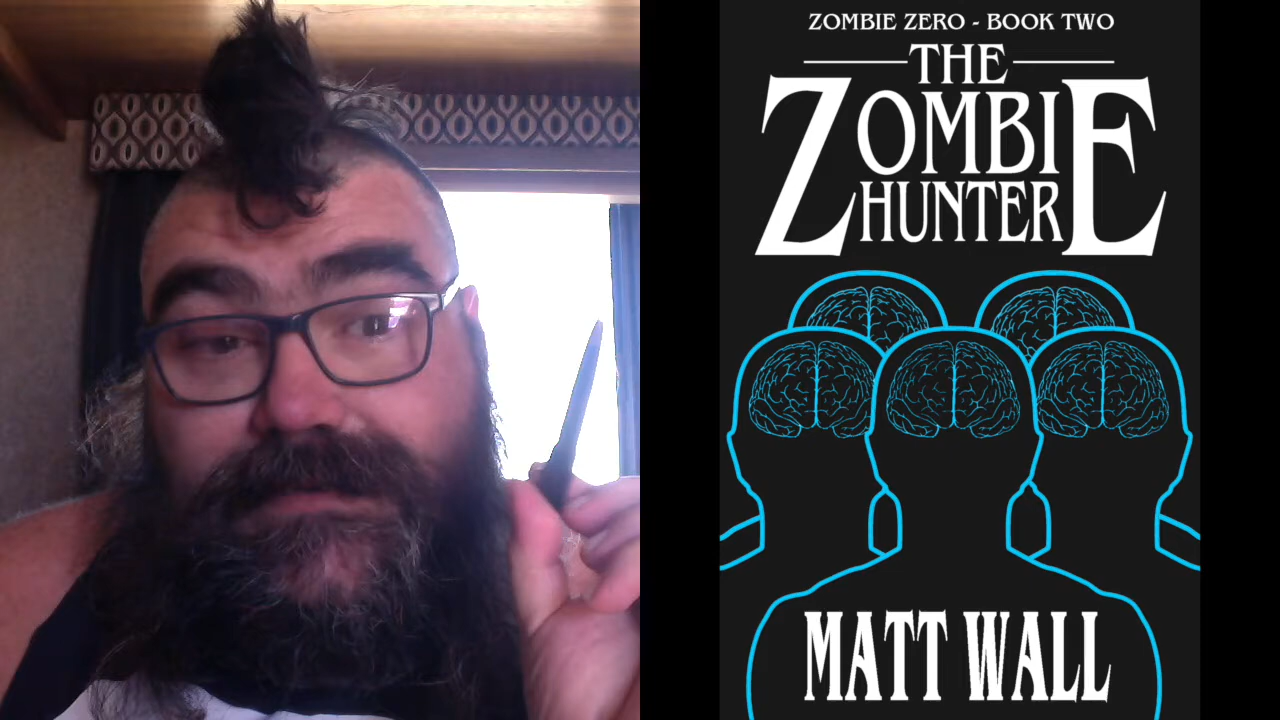 ZOMBIE ZERO - BOOK TWO
THE
ZOMBIE
HUNTER
MATT WALL